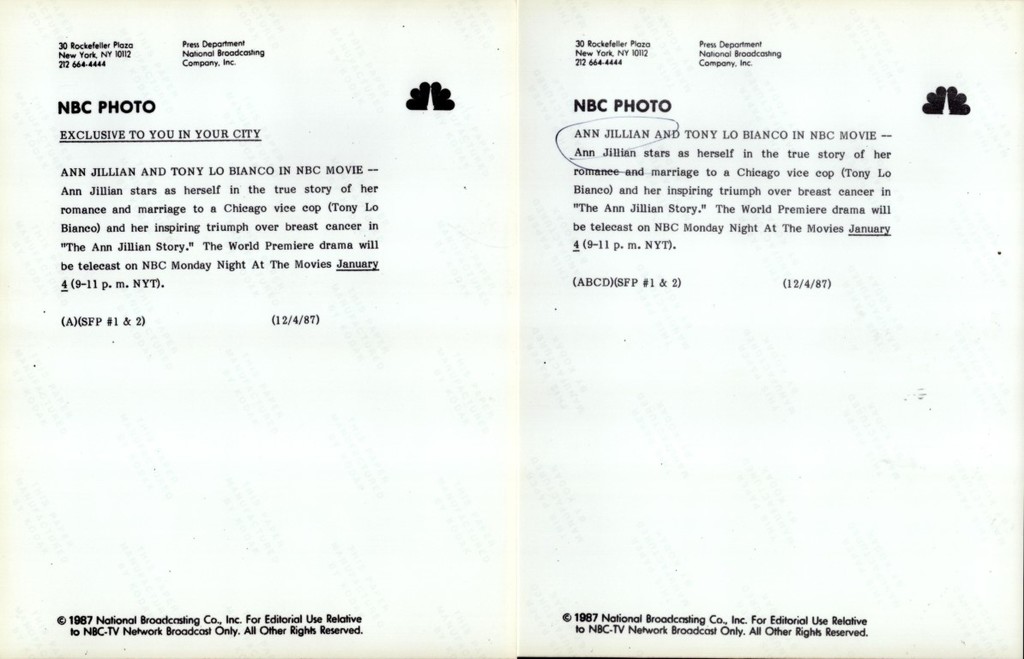 30 Rockefeller Plaza
New York, NY 10112
212 664-4444
Press Department
National Broadcasting
Company, Inc.
NBC PHOTO
EXCLUSIVE TO YOU IN YOUR CITY
ANN JILLIAN AND TONY LO BIANCO IN NBC MOVIE --
Ann Jillian stars as herself in the true story of her
romance and marriage to a Chicago vice cop (Tony Lo
Bianco) and her inspiring triumph over breast cancer in
"The Ann Jillian Story." The World Premiere drama will
be telecast on NBC Monday Night At The Movies January
4 (9-11 p. m. NYT).
(A)(SFP #1 & 2) (12/4/87)
© 1987 National Broadcasting Co., Inc. For Editorial Use Relative
to NBC-TV Network Broadcast Only. All Other Rights Reserved.
30 Rockefeller Plaza
New York, NY 10112
212 664-4444
Press Department
National Broadcasting
Company, Inc.
NBC PHOTO
ANN JILLIAN AND TONY LO BIANCO IN NBC MOVIE --
Ann Jillian stars as herself in the true story of her
romance and marriage to a Chicago vice cop (Tony Lo
Bianco) and her inspiring triumph over breast cancer in
"The Ann Jillian Story." The World Premiere drama will
be telecast on NBC Monday Night At The Movies January
4 (9-11 p. m. NYT).
(ABCD)(SFP #1 & 2) (12/4/87)
© 1987 National Broadcasting Co., Inc. For Editorial Use Relative
to NBC-TV Network Broadcast Only. All Other Rights Reserved.